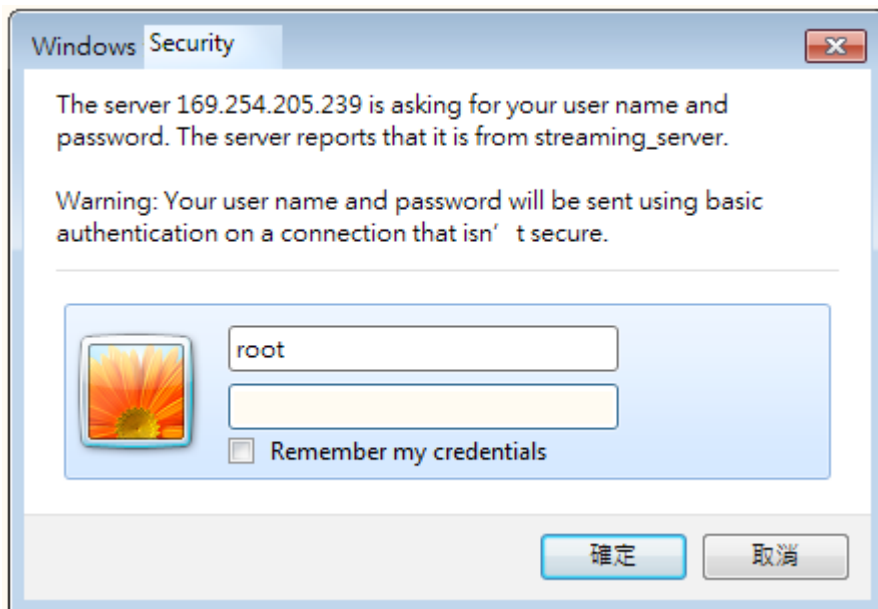 Windows Security
The server 169.254.205.239 is asking for your user name and
password. The server reports that it is from streaming_server.
Warning: Your user name and password will be sent using basic
authentication on a connection that isn’ t secure.
root
Remember my credentials
確定 取消